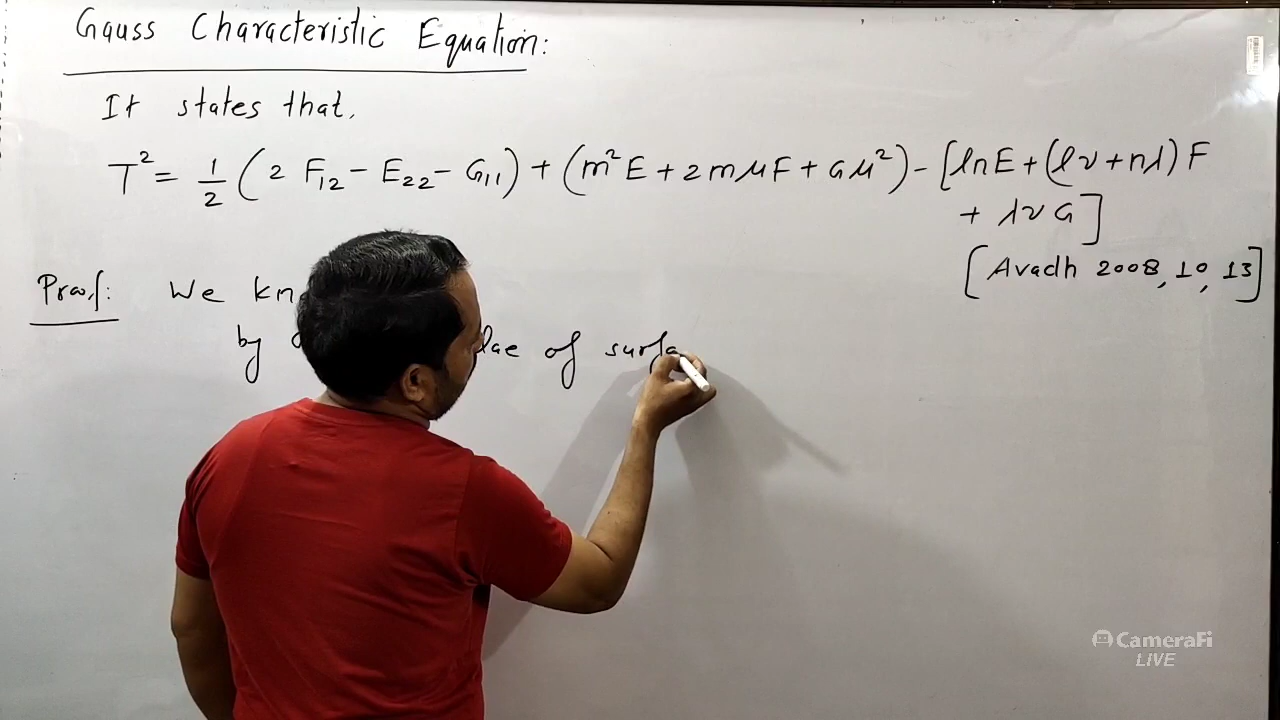 Gauss Characteristic Equation:
It states that,
T² = 1/2 ( 2 F₁₂ - E₂₂ - G₁₁ ) + (m²E + 2mμF + Gμ²) - [lnE + (lν + nλ) F
+ λνG ]
[ Avadh 2008, 10, 13 ]
Proof: We
by of
CameraFi
LIVE